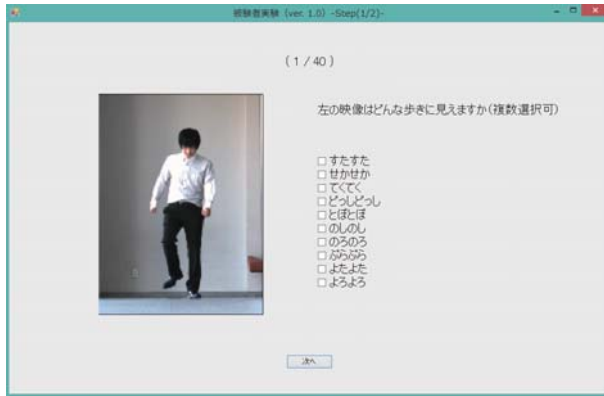 被験者実験 (ver. 1.0) -Step(1/2)-
( 1 / 40 )
左の映像はどんな歩きに見えますか(複数選択可)
すたすた
せかせか
てくてく
どっしどっし
とぼとぼ
のしのし
のろのろ
ぶらぶら
よたよた
よろよろ
次へ